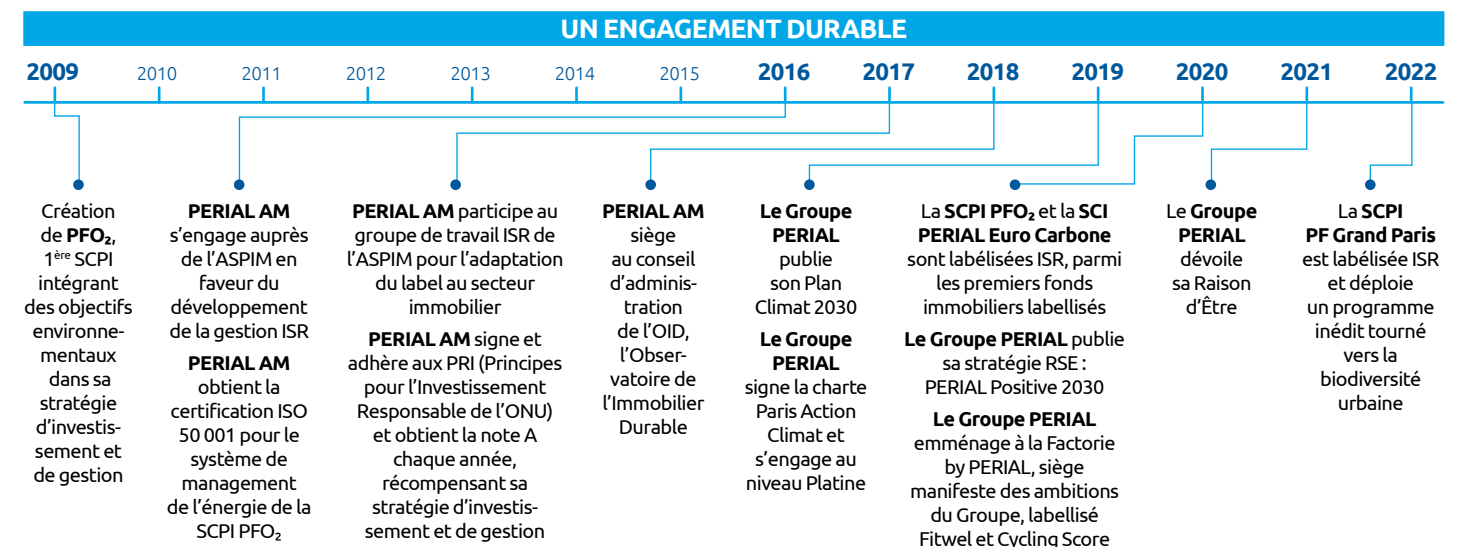 UN ENGAGEMENT DURABLE
2009 2010 2011 2012 2013 2014 2015 2016 2017 2018 2019 2020 2021 2022
Création
de PFO₂,
1ère SCPI
intégrant
des objectifs
environne-
mentaux
dans sa
stratégie
d’investis-
sement et
de gestion
PERIAL AM
s’engage auprès
de l’ASPIM en
faveur du
développement
de la gestion ISR
PERIAL AM
obtient la
certification ISO
50 001 pour le
système de
management
de l’énergie de la
SCPI PFO₂
PERIAL AM participe au
groupe de travail ISR de
l’ASPIM pour l’adaptation
du label au secteur
immobilier
PERIAL AM signe et
adhère aux PRI (Principes
pour l’Investissement
Responsable de l’ONU)
et obtient la note A
chaque année,
récompensant sa
stratégie d’investis-
sement et de gestion
PERIAL AM
siège
au conseil
d’adminis-
tration
de l’OID,
l’Obser-
vatoire de
l’Immobilier
Durable
Le Groupe
PERIAL
publie
son Plan
Climat 2030
Le Groupe
PERIAL
signe la charte
Paris Action
Climat et
s’engage au
niveau Platine
La SCPI PFO₂ et la SCI
PERIAL Euro Carbone
sont labélisées ISR, parmi
les premiers fonds
immobiliers labellisés
Le Groupe PERIAL publie
sa stratégie RSE :
PERIAL Positive 2030
Le Groupe PERIAL
emménage à la Factorie
by PERIAL, siège
manifeste des ambitions
du Groupe, labellisé
Fitwel et Cycling Score
Le Groupe
PERIAL
dévoile
sa Raison
d’Être
La SCPI
PF Grand Paris
est labélisée ISR
et déploie
un programme
inédit tourné
vers la
biodiversité
urbaine